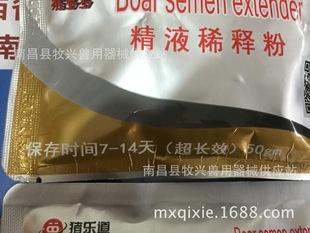 Boar semen extender
精液稀释粉
南昌县牧兴兽用器械供应站
保存时间7-14天（超长效）50gm
南昌县牧兴兽用器械供应站
猪乐道
mxqixie.1688.com